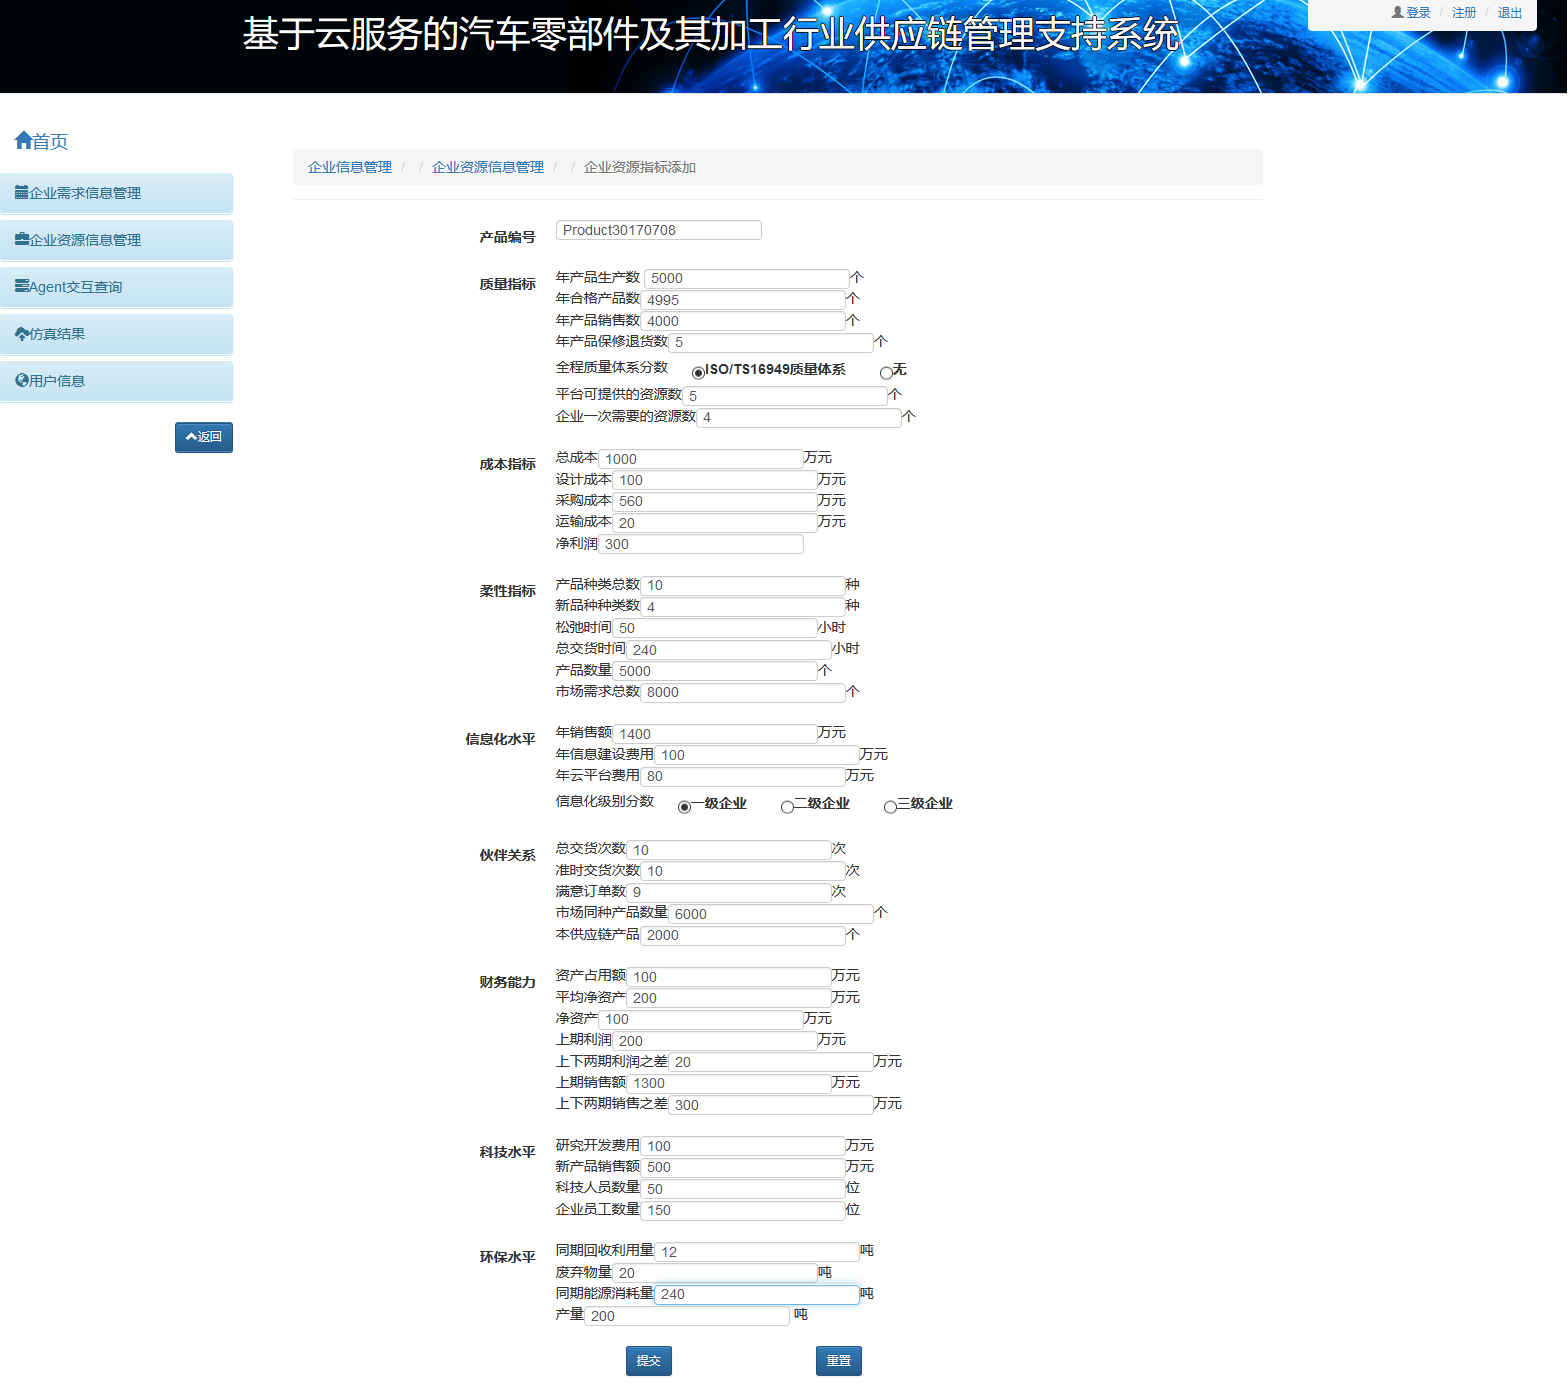 基于云服务的汽车零部件及其加工行业供应链管理支持系统
登录 / 注册 / 退出
首页
企业需求信息管理
企业资源信息管理
Agent交互查询
仿真结果
用户信息
返回
企业信息管理 / / 企业资源信息管理 / / 企业资源指标添加
产品编号 Product30170708
质量指标 年产品生产数 5000 个
年合格产品数 4995 个
年产品销售数 4000 个
年产品保修退货数 5 个
全程质量体系分数 ISO/TS16949质量体系 无
平台可提供的资源数 5 个
企业一次需要的资源数 4 个
成本指标 总成本 1000 万元
设计成本 100 万元
采购成本 560 万元
运输成本 20 万元
净利润 300
柔性指标 产品种类总数 10 种
新品种种类数 4 种
松弛时间 50 小时
总交货时间 240 小时
产品数量 5000 个
市场需求总数 8000 个
信息化水平 年销售额 1400 万元
年信息建设费用 100 万元
年云平台费用 80 万元
信息化级别分数 一级企业 二级企业 三级企业
伙伴关系 总交货次数 10 次
准时交货次数 10 次
满意订单数 9 次
市场同种产品数量 6000 个
本供应链产品 2000 个
财务能力 资产占用额 100 万元
平均净资产 200 万元
净资产 100 万元
上期利润 200 万元
上下两期利润之差 20 万元
上期销售额 1300 万元
上下两期销售之差 300 万元
科技水平 研究开发费用 100 万元
新产品销售额 500 万元
科技人员数量 50 位
企业员工数量 150 位
环保水平 同期回收利用量 12 吨
废弃物量 20 吨
同期能源消耗量 240 吨
产量 200 吨
提交 重置